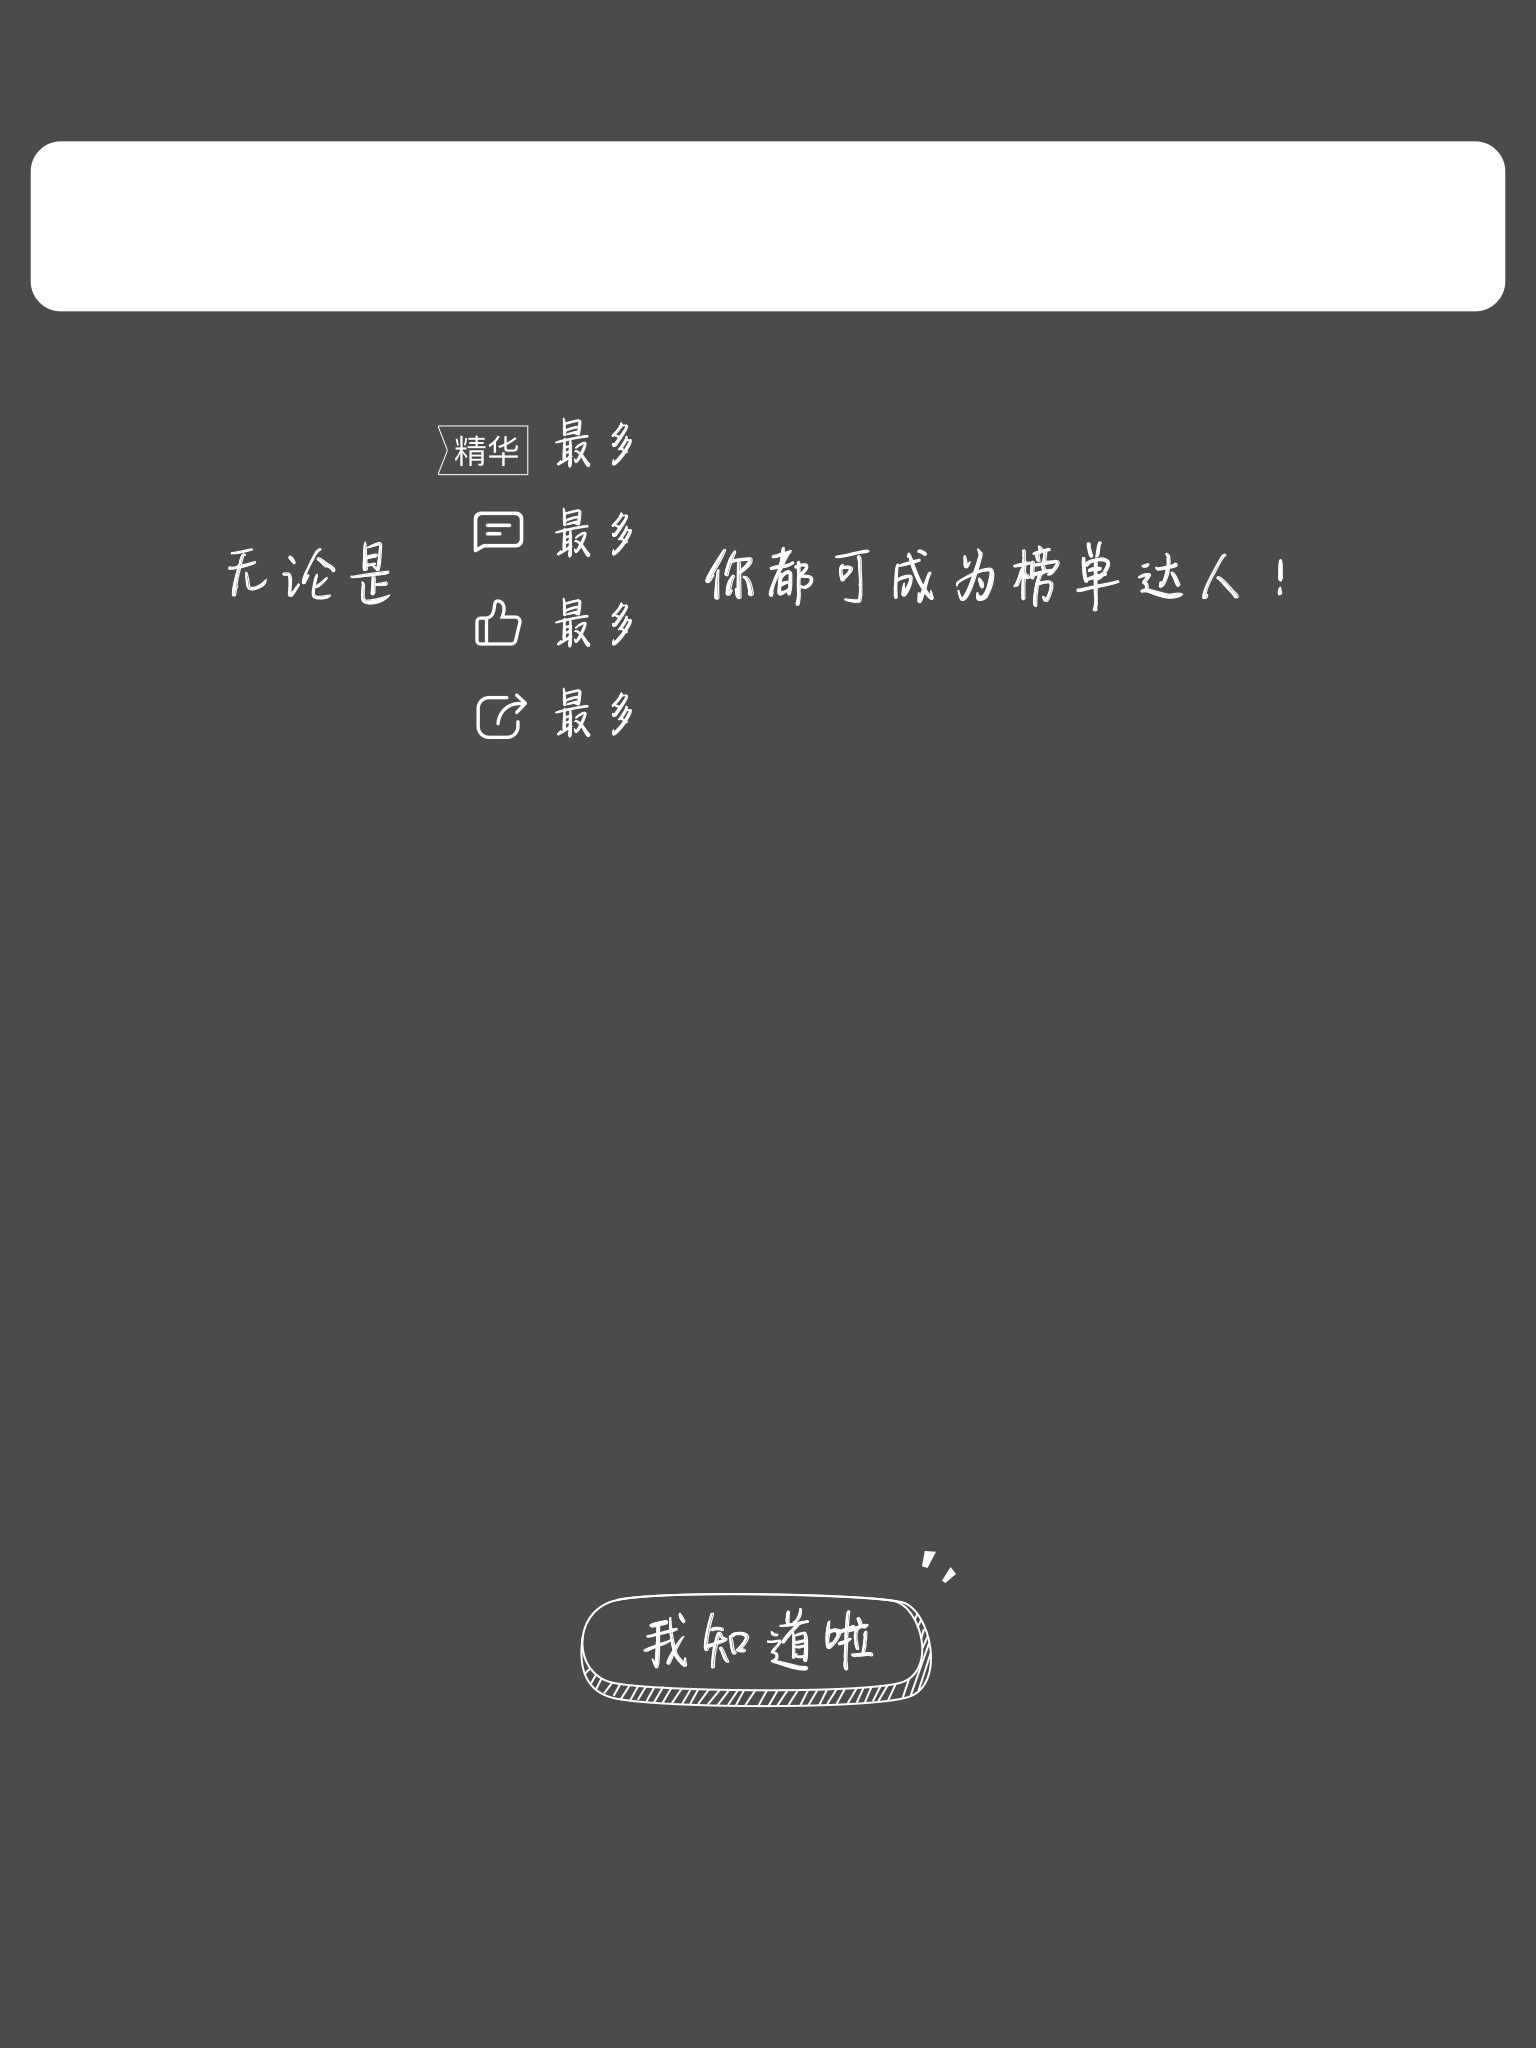 精华 最多
最多
无论是 你都可成为榜单达人！
最多
最多
我知道啦